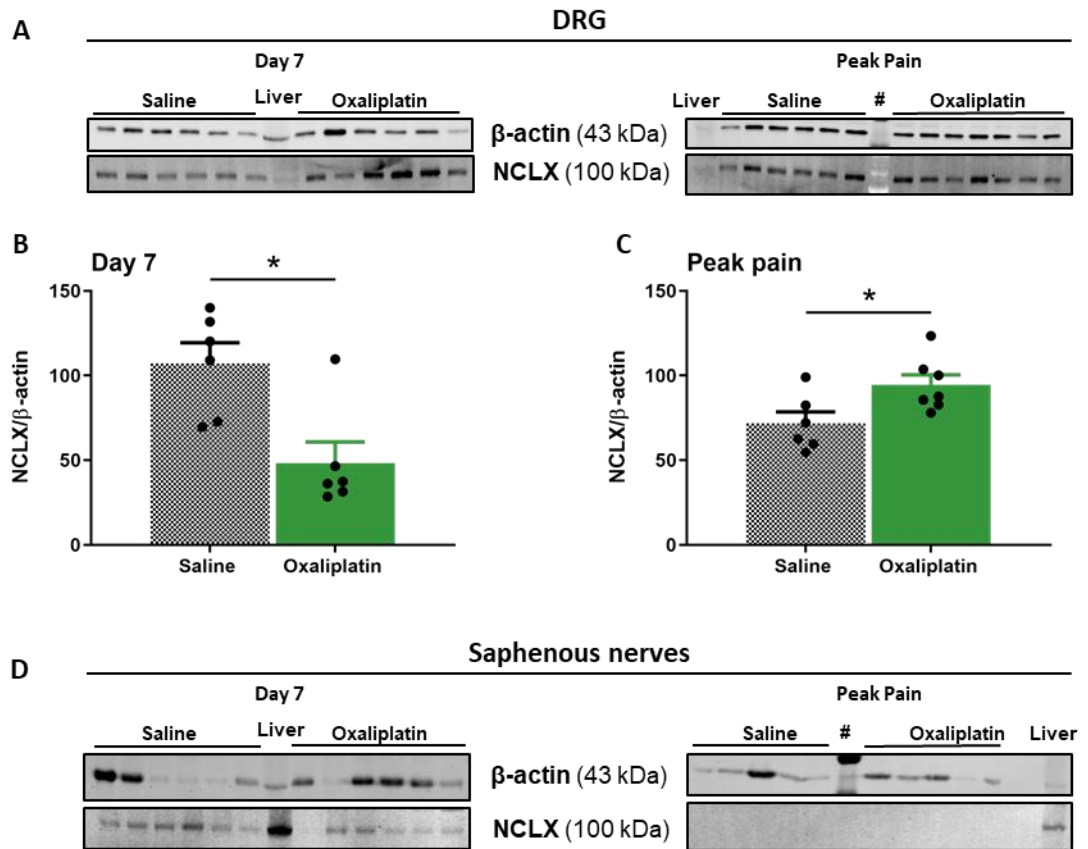 A
DRG
Day 7
Peak Pain
Saline Liver Oxaliplatin
Liver Saline # Oxaliplatin
β-actin (43 kDa)
NCLX (100 kDa)
B
Day 7
*
NCLX/β-actin
150
100
50
0
Saline Oxaliplatin
C
Peak pain
*
NCLX/β-actin
150
100
50
0
Saline Oxaliplatin
D
Saphenous nerves
Day 7
Peak Pain
Saline Liver Oxaliplatin
Saline # Oxaliplatin Liver
β-actin (43 kDa)
NCLX (100 kDa)